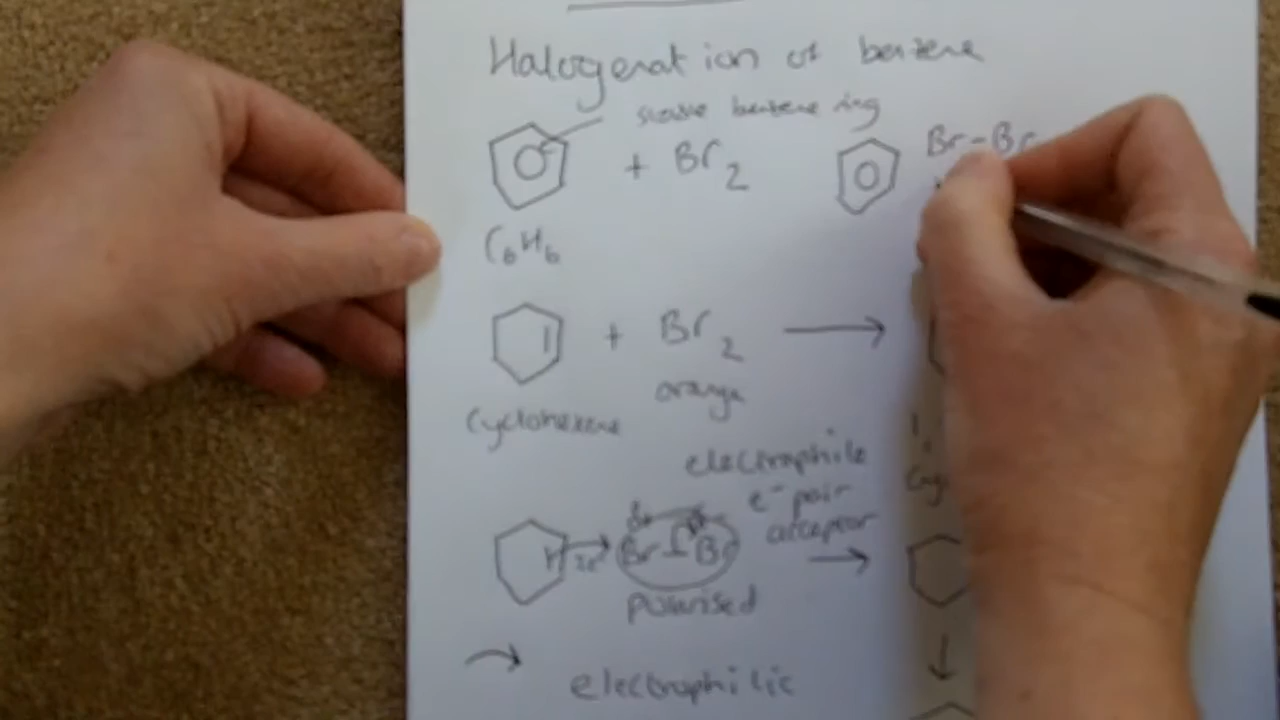 Halogenation of benzene
stable benzene ring
+ Br2 Br-Br
C6H6
+ Br2 →
orange
Cyclohexene
electrophile
e- pair
acceptor
δ+
Br-Br →
polarised
electrophilic